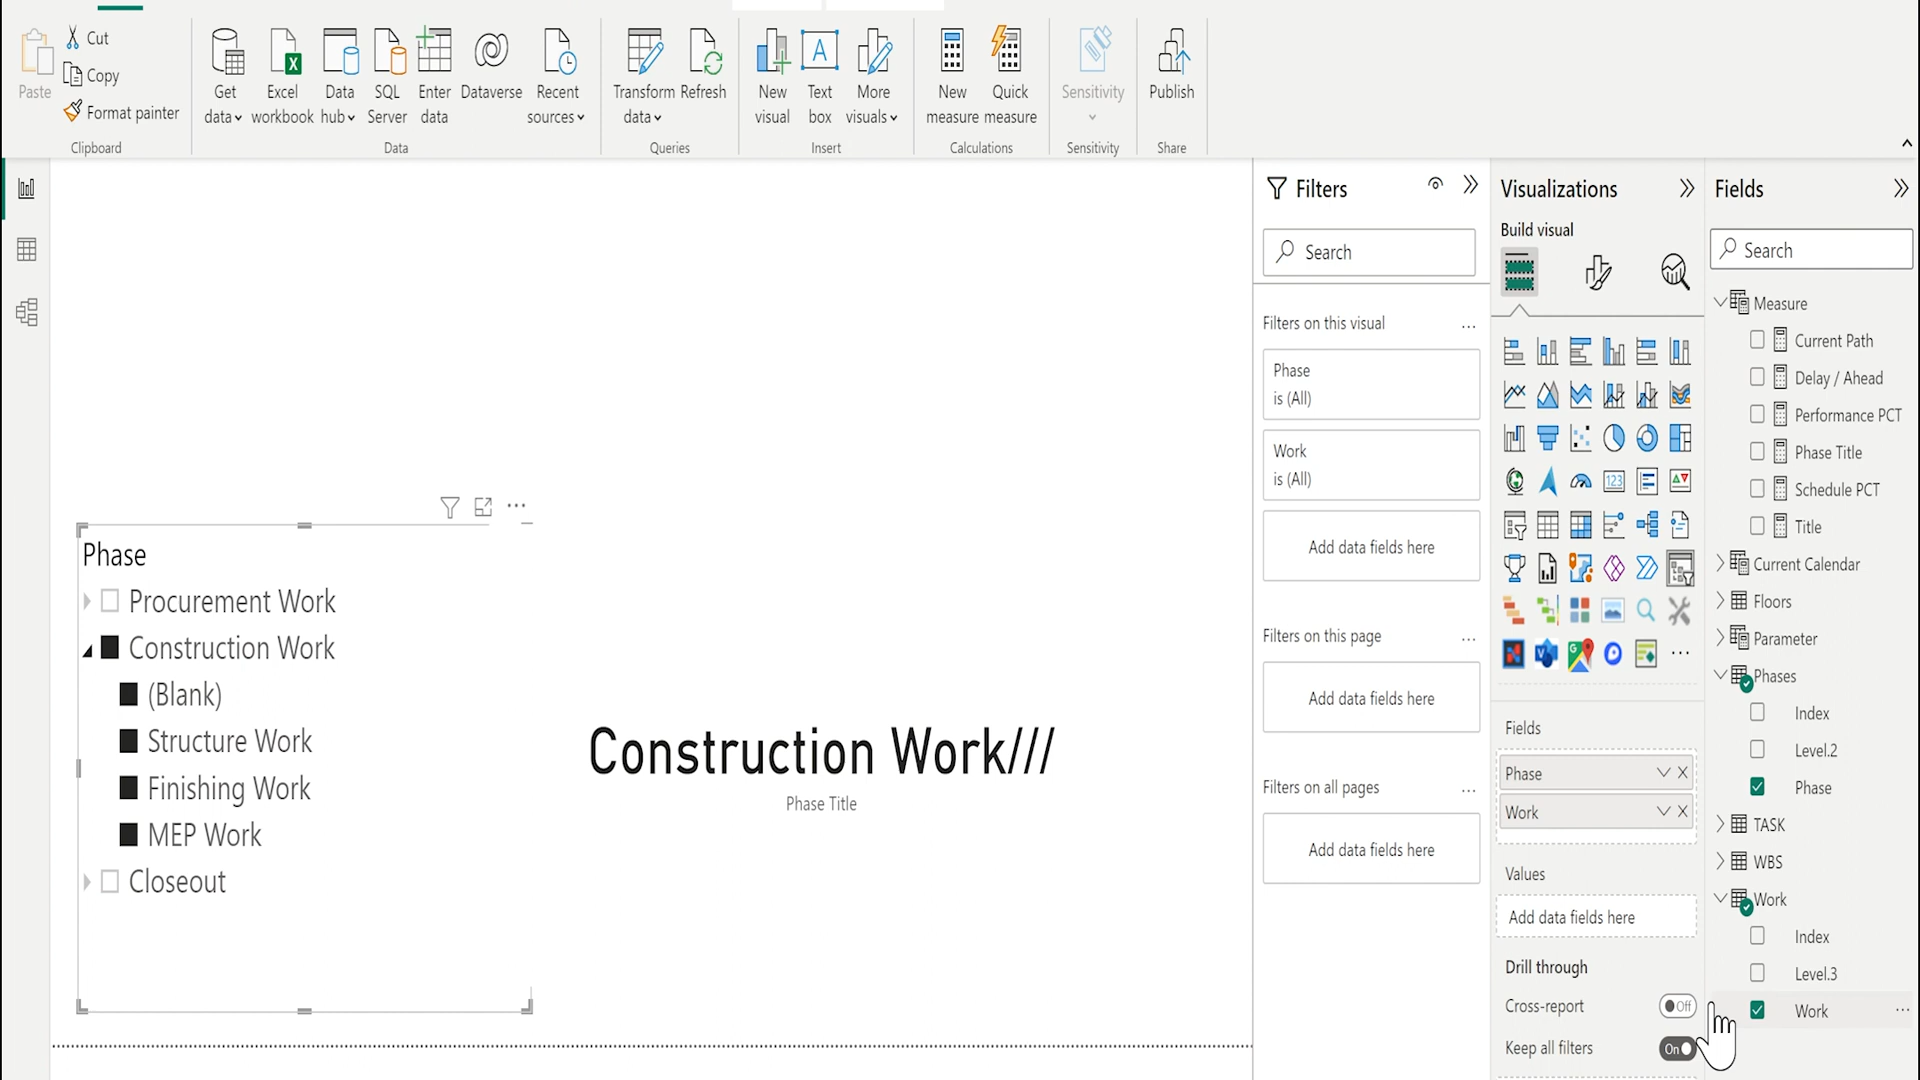 Paste
Cut
Copy
Format painter
Clipboard
Get data
Excel workbook
Data hub
SQL Server
Enter data
Dataverse
Recent sources
Data
Transform data
Refresh
Queries
New visual
Text box
More visuals
Insert
New measure
Quick measure
Calculations
Sensitivity
Sensitivity
Publish
Share
Phase
Procurement Work
Construction Work
(Blank)
Structure Work
Finishing Work
MEP Work
Closeout
Construction Work///
Phase Title
Filters
Search
Filters on this visual
Phase
is (All)
Work
is (All)
Add data fields here
Filters on this page
Add data fields here
Filters on all pages
Add data fields here
Visualizations
Build visual
123
Fields
Phase
Work
Values
Add data fields here
Drill through
Cross-report
Off
Keep all filters
On
Fields
Search
Measure
Current Path
Delay / Ahead
Performance PCT
Phase Title
Schedule PCT
Title
Current Calendar
Floors
Parameter
Phases
Index
Level.2
Phase
TASK
WBS
Work
Index
Level.3
Work